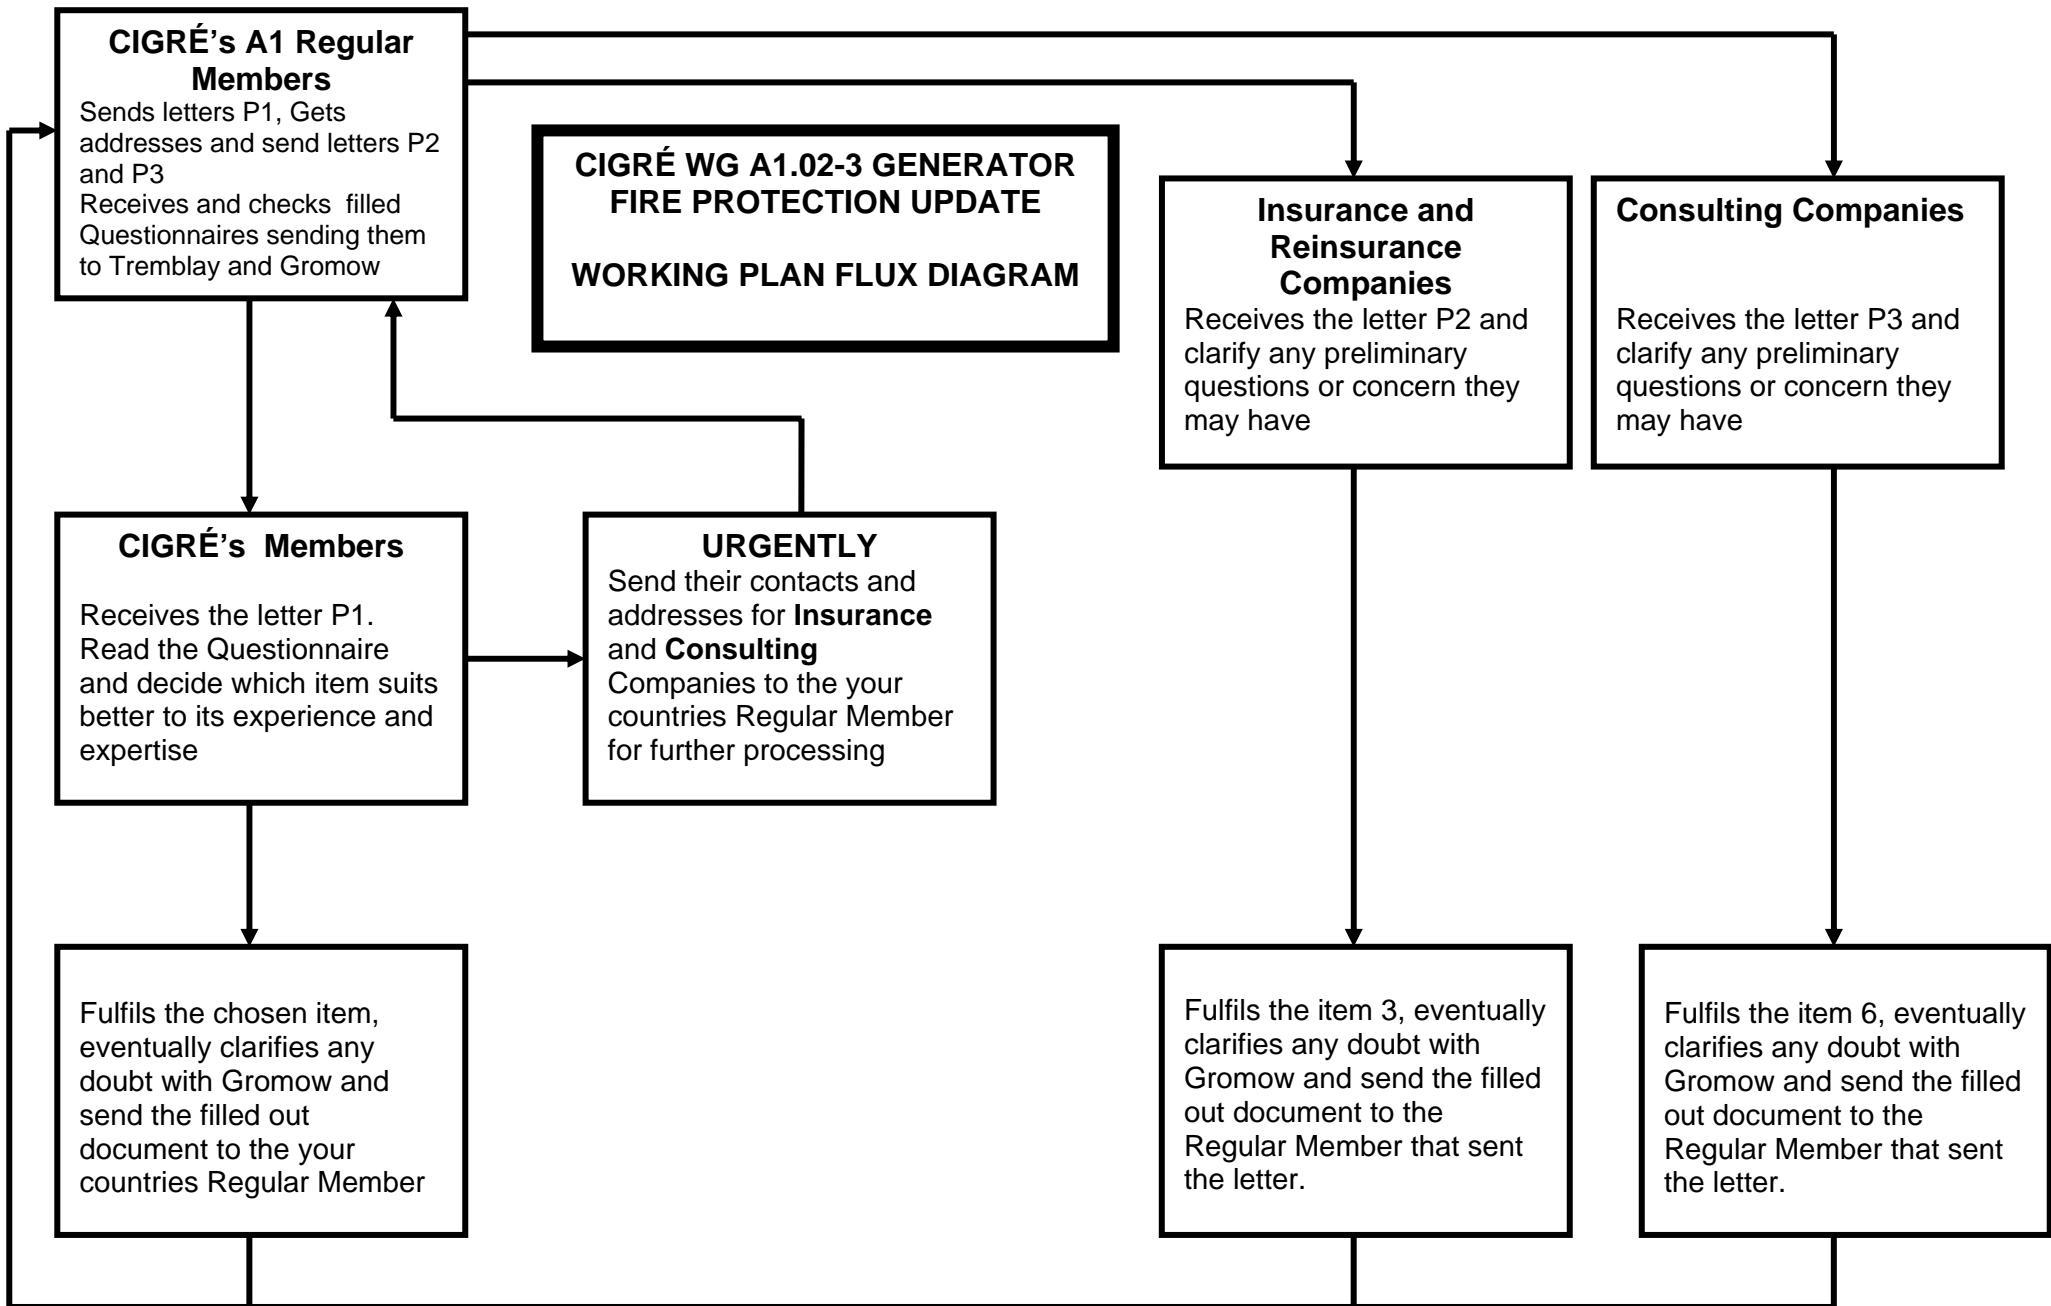 CIGRÉ’s A1 Regular
Members
Sends letters P1, Gets
addresses and send letters P2
and P3
Receives and checks  filled
Questionnaires sending them
to Tremblay and Gromow
CIGRÉ WG A1.02-3 GENERATOR
FIRE PROTECTION UPDATE
WORKING PLAN FLUX DIAGRAM
Insurance and
Reinsurance
Companies
Receives the letter P2 and
clarify any preliminary
questions or concern they
may have
Consulting Companies
Receives the letter P3 and
clarify any preliminary
questions or concern they
may have
CIGRÉ’s  Members
Receives the letter P1.
Read the Questionnaire
and decide which item suits
better to its experience and
expertise
URGENTLY
Send their contacts and
addresses for Insurance
and Consulting
Companies to the your
countries Regular Member
for further processing
Fulfils the chosen item,
eventually clarifies any
doubt with Gromow and
send the filled out
document to the your
countries Regular Member
Fulfils the item 3, eventually
clarifies any doubt with
Gromow and send the filled
out document to the
Regular Member that sent
the letter.
Fulfils the item 6, eventually
clarifies any doubt with
Gromow and send the filled
out document to the
Regular Member that sent
the letter.